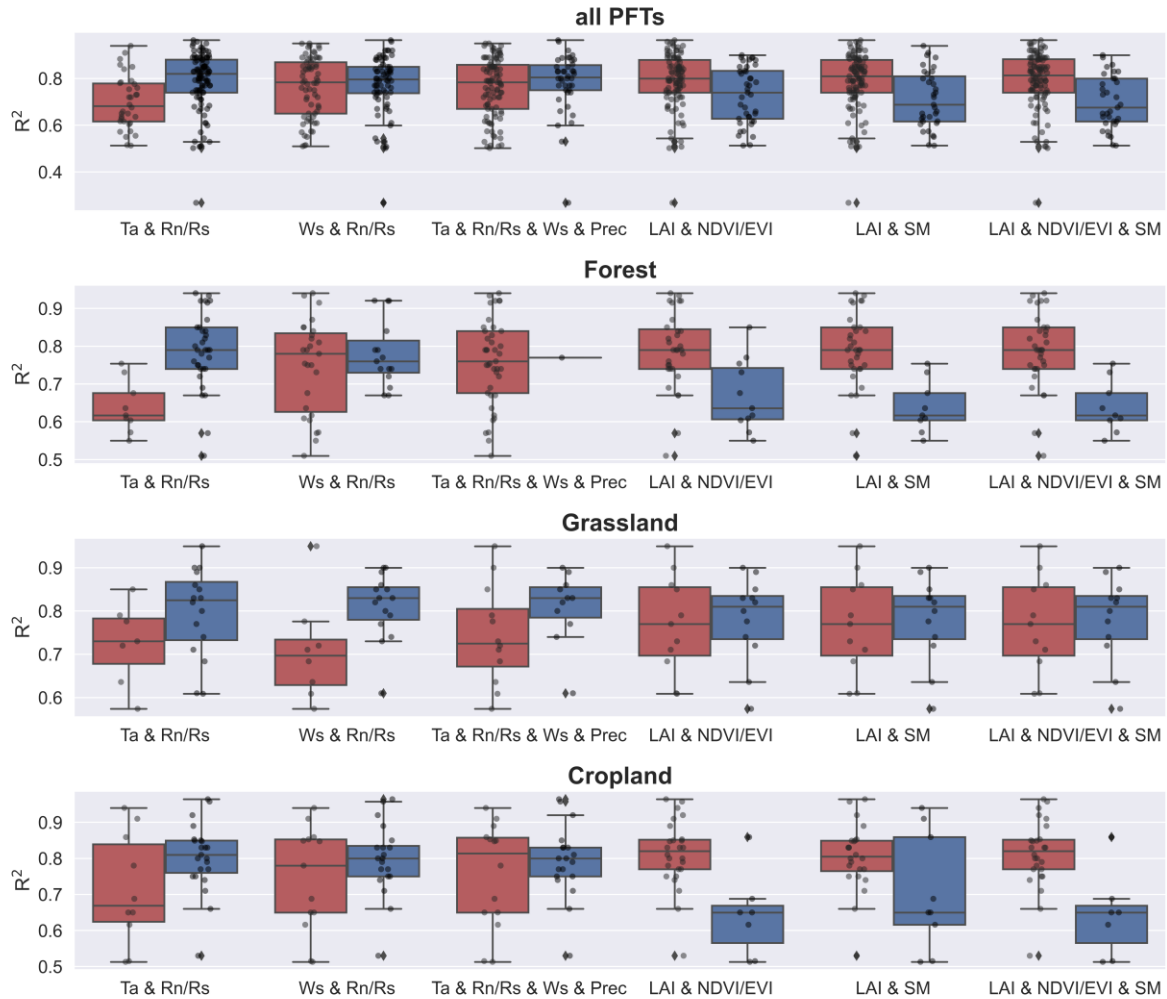 all PFTs
0.8
0.6
0.4
R²
Ta & Rn/Rs
Ws & Rn/Rs
Ta & Rn/Rs & Ws & Prec
LAI & NDVI/EVI
LAI & SM
LAI & NDVI/EVI & SM
Forest
0.9
0.8
0.7
0.6
0.5
R²
Ta & Rn/Rs
Ws & Rn/Rs
Ta & Rn/Rs & Ws & Prec
LAI & NDVI/EVI
LAI & SM
LAI & NDVI/EVI & SM
Grassland
0.9
0.8
0.7
0.6
R²
Ta & Rn/Rs
Ws & Rn/Rs
Ta & Rn/Rs & Ws & Prec
LAI & NDVI/EVI
LAI & SM
LAI & NDVI/EVI & SM
Cropland
0.9
0.8
0.7
0.6
0.5
R²
Ta & Rn/Rs
Ws & Rn/Rs
Ta & Rn/Rs & Ws & Prec
LAI & NDVI/EVI
LAI & SM
LAI & NDVI/EVI & SM